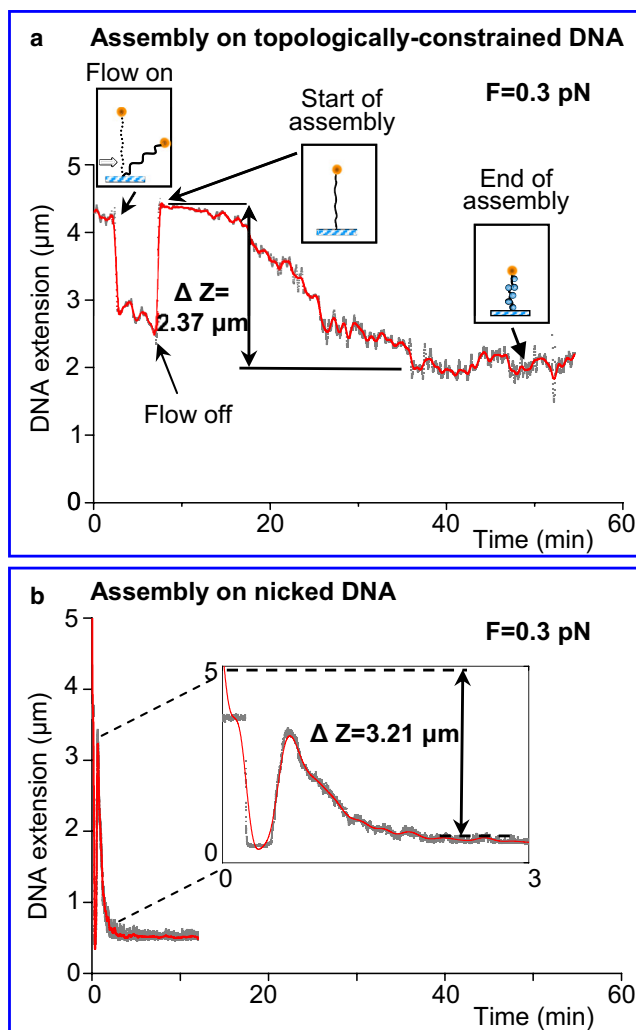 a Assembly on topologically-constrained DNA
Flow on
F=0.3 pN
Start of
assembly
End of
assembly
5
4
3
2
1
0
DNA extension (µm)
Δ Z=
2.37 µm
Flow off
0 20 40 60
Time (min)
b Assembly on nicked DNA
F=0.3 pN
5
4
3
2
1
0
DNA extension (µm)
5
0
Δ Z=3.21 µm
0 3
0 20 40 60
Time (min)